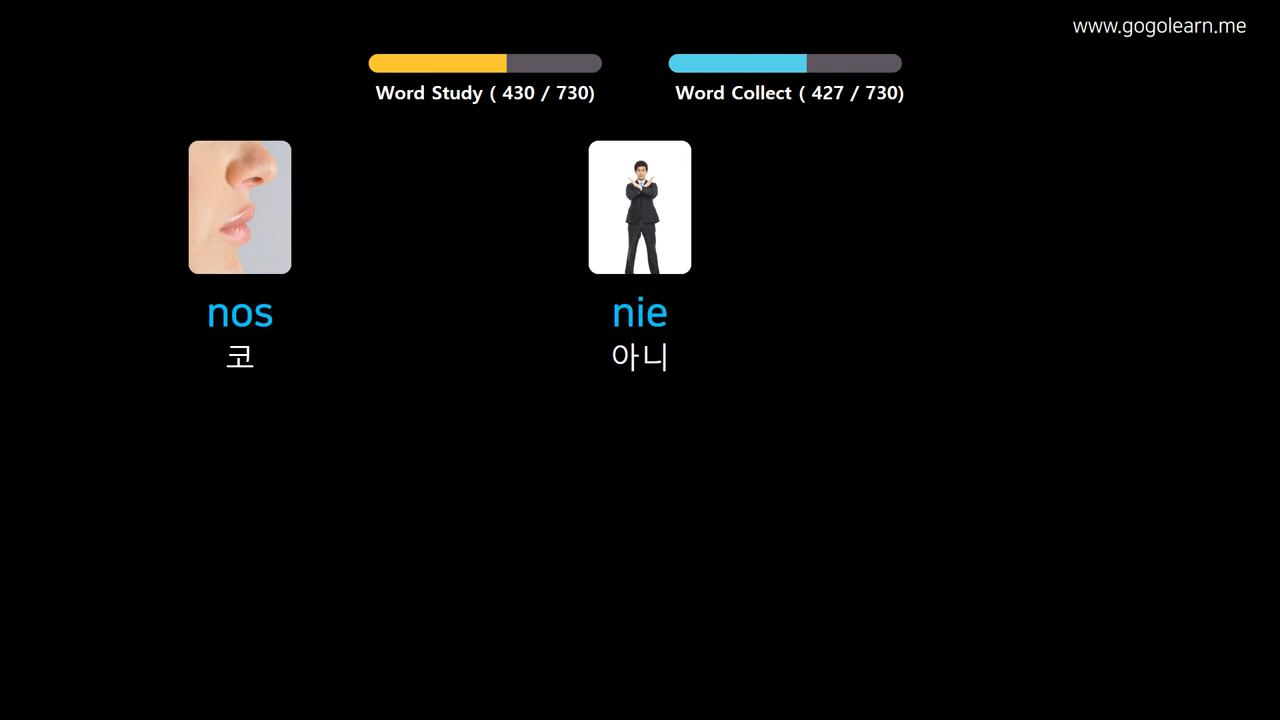 www.gogolearn.me
Word Study ( 430 / 730)
Word Collect ( 427 / 730)
nos
코
nie
아니